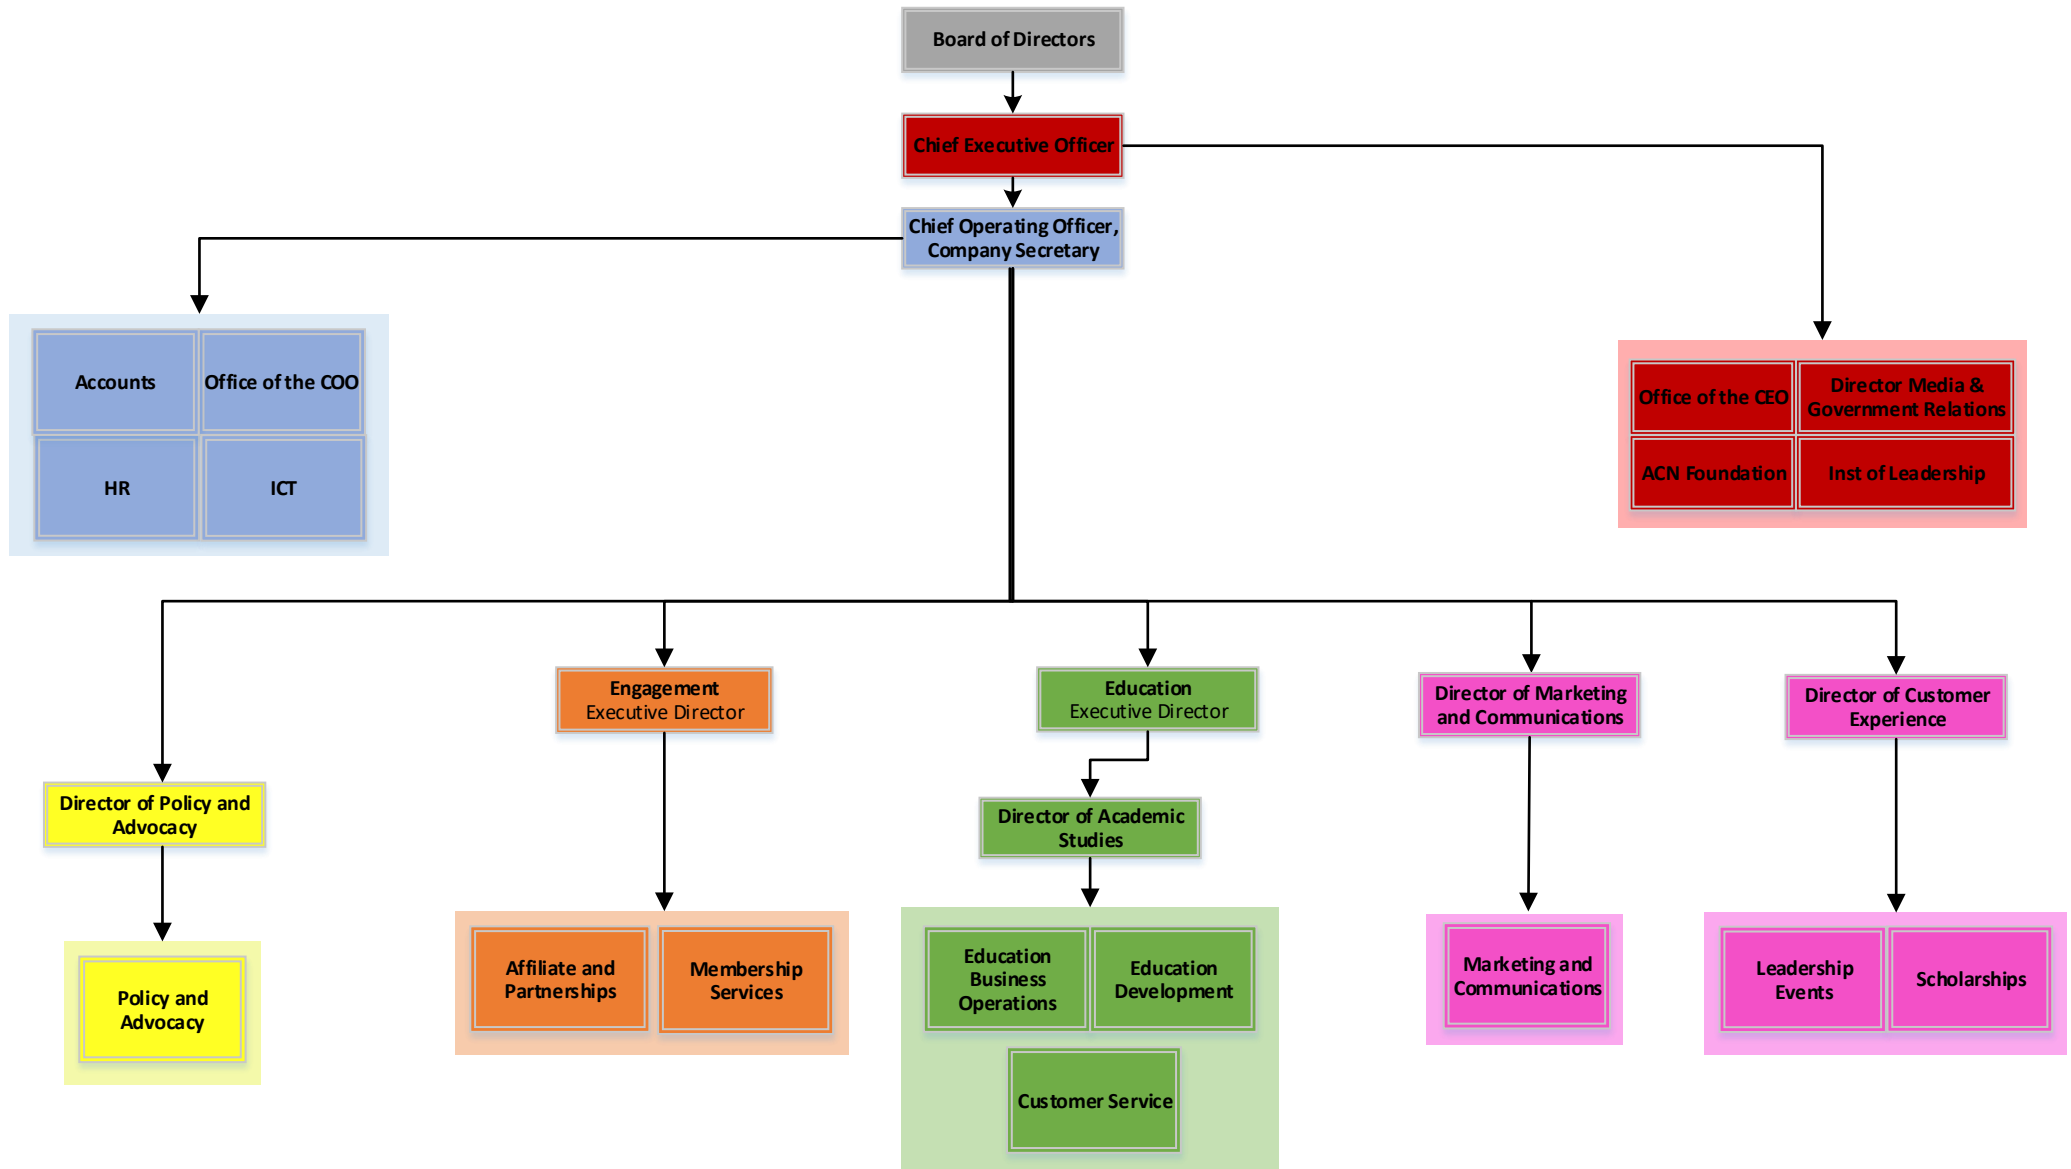 Board of Directors
Chief Executive Officer
Chief Operating Officer,
Company Secretary
Accounts
Office of the COO
HR
ICT
Office of the CEO
Director Media &
Government Relations
ACN Foundation
Inst of Leadership
Engagement
Executive Director
Education
Executive Director
Director of Marketing
and Communications
Director of Customer
Experience
Director of Policy and
Advocacy
Director of Academic
Studies
Policy and
Advocacy
Affiliate and
Partnerships
Membership
Services
Education
Business
Operations
Education
Development
Customer Service
Marketing and
Communications
Leadership
Events
Scholarships